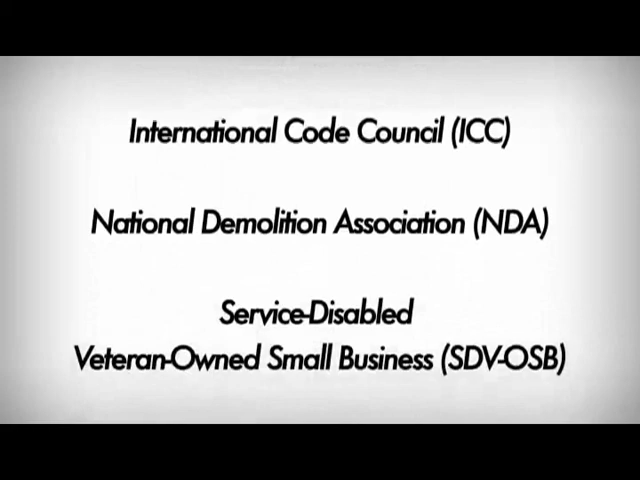 International Code Council (ICC)
National Demolition Association (NDA)
Service-Disabled
Veteran-Owned Small Business (SDV-OSB)